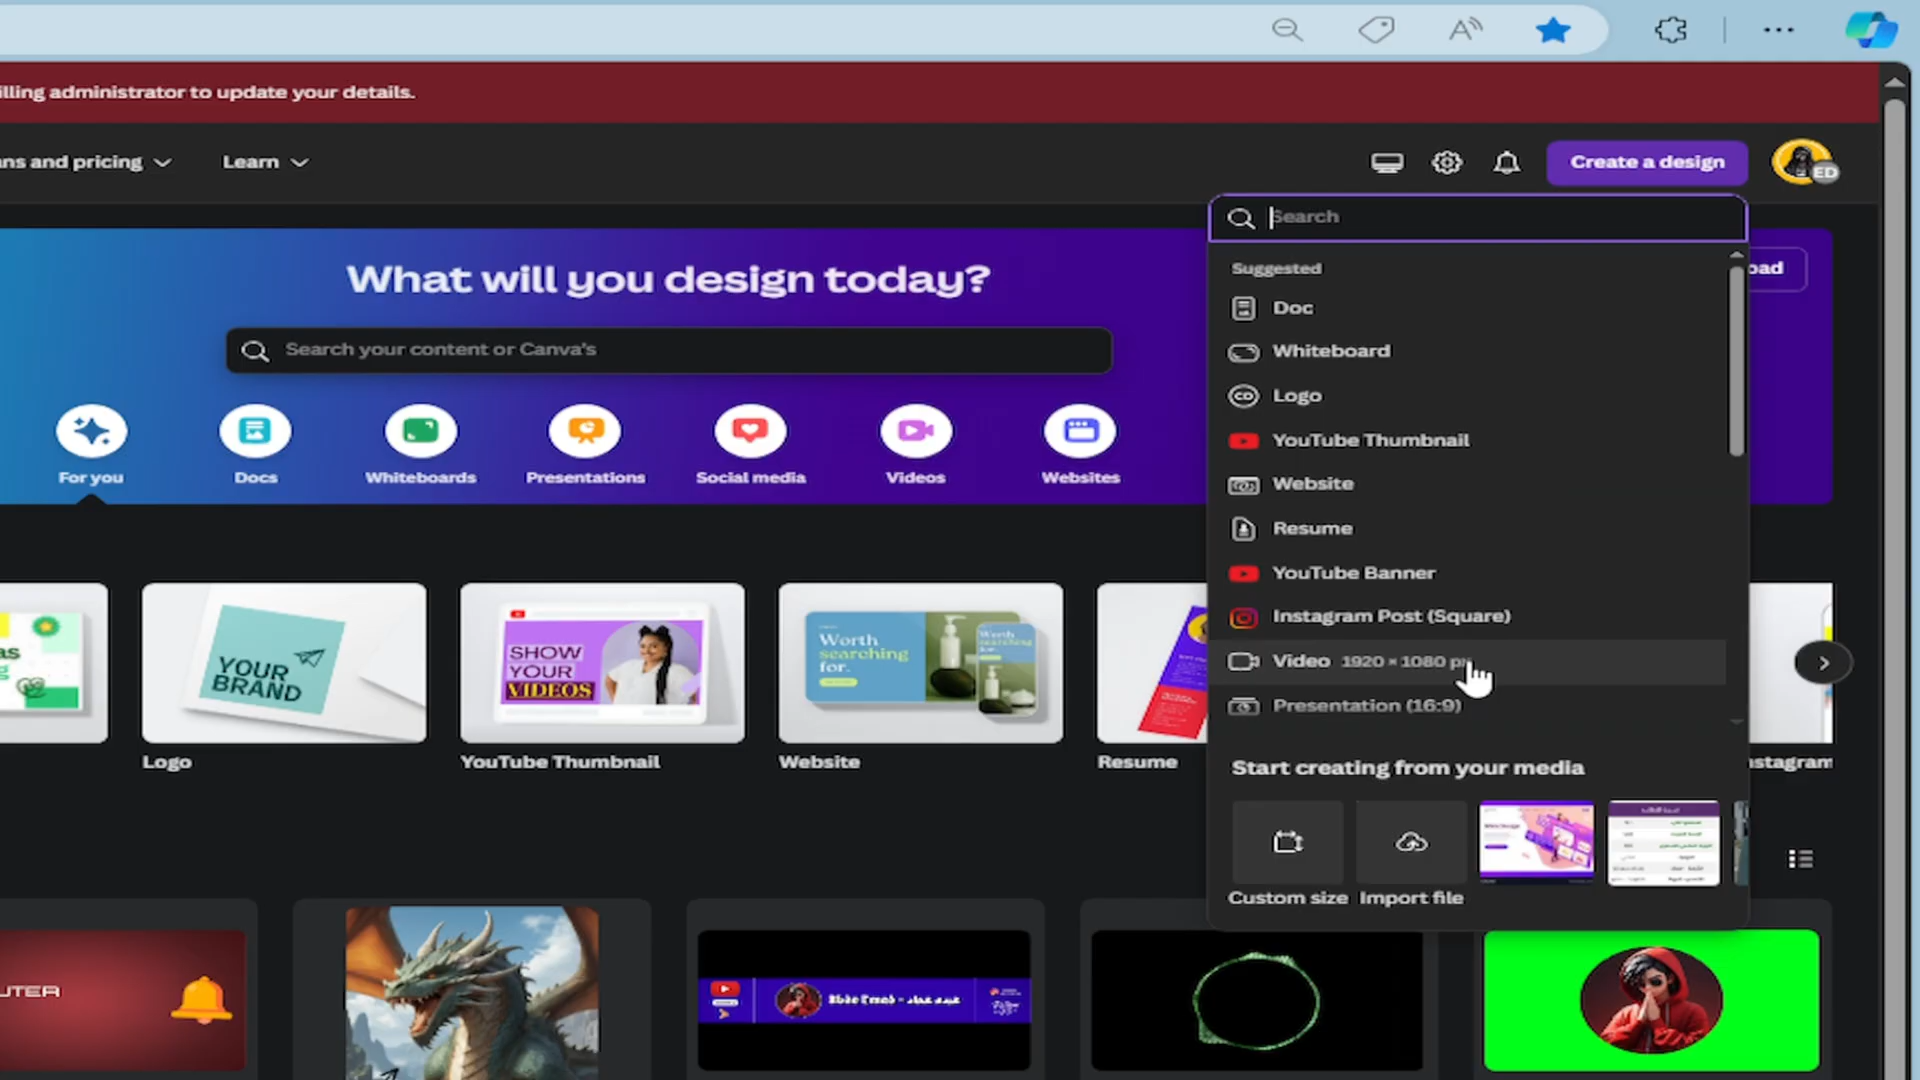 illing administrator to update your details.
ns and pricing
Learn
Create a design
ED
Search
Suggested
oad
Doc
Whiteboard
Logo
YouTube Thumbnail
Website
Resume
YouTube Banner
Instagram Post (Square)
Video 1920 × 1080 p
Presentation (16:9)
What will you design today?
Search your content or Canva's
For you
Docs
Whiteboards
Presentations
Social media
Videos
Websites
YOUR
BRAND
SHOW
YOUR
VIDEOS
Worth
searching
for.
Worth
searching
for.
Logo
YouTube Thumbnail
Website
Resume
nstagram
Start creating from your media
Custom size
Import file
UTER